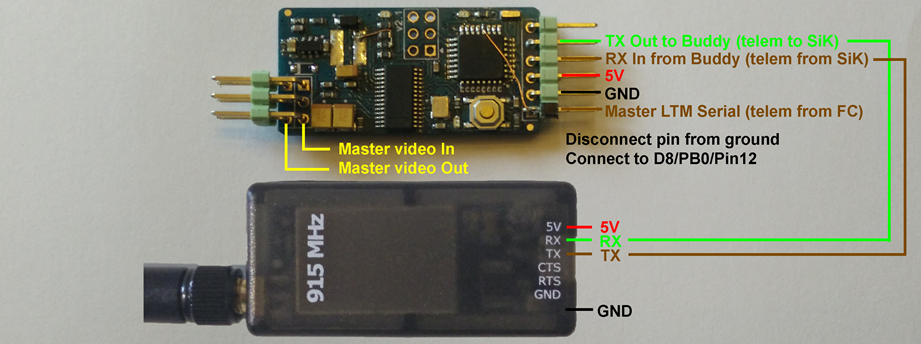 TX Out to Buddy (telem to SiK)
RX In from Buddy (telem from SiK)
5V
GND
Master LTM Serial (telem from FC)
Disconnect pin from ground
Connect to D8/PB0/Pin12
Master video In
Master video Out
915 MHz
5V
RX
TX
CTS
RTS
GND
5V
RX
TX
GND